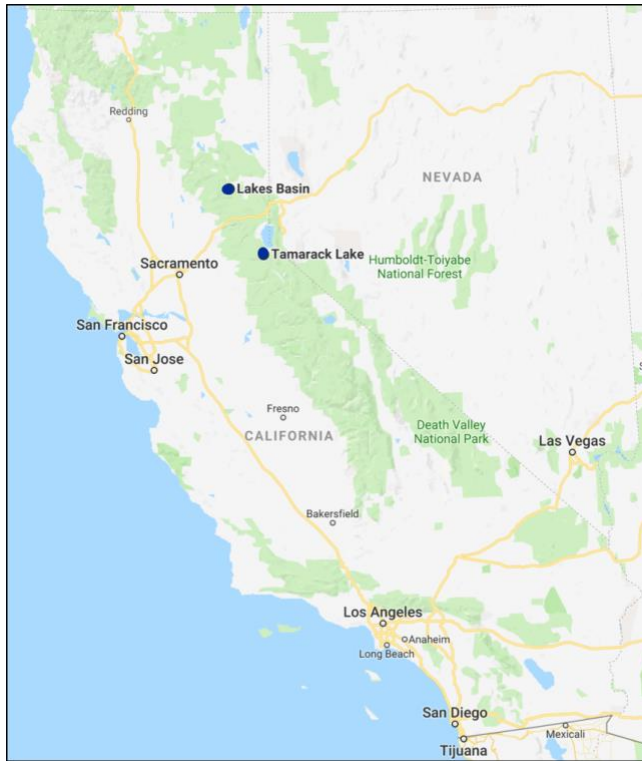 Redding
NEVADA
Lakes Basin
Tamarack Lake
Humboldt-Toiyabe
National Forest
Sacramento
San Francisco
San Jose
Fresno
CALIFORNIA
Death Valley
National Park
Las Vegas
Bakersfield
Los Angeles
Anaheim
Long Beach
San Diego
Mexicali
Tijuana